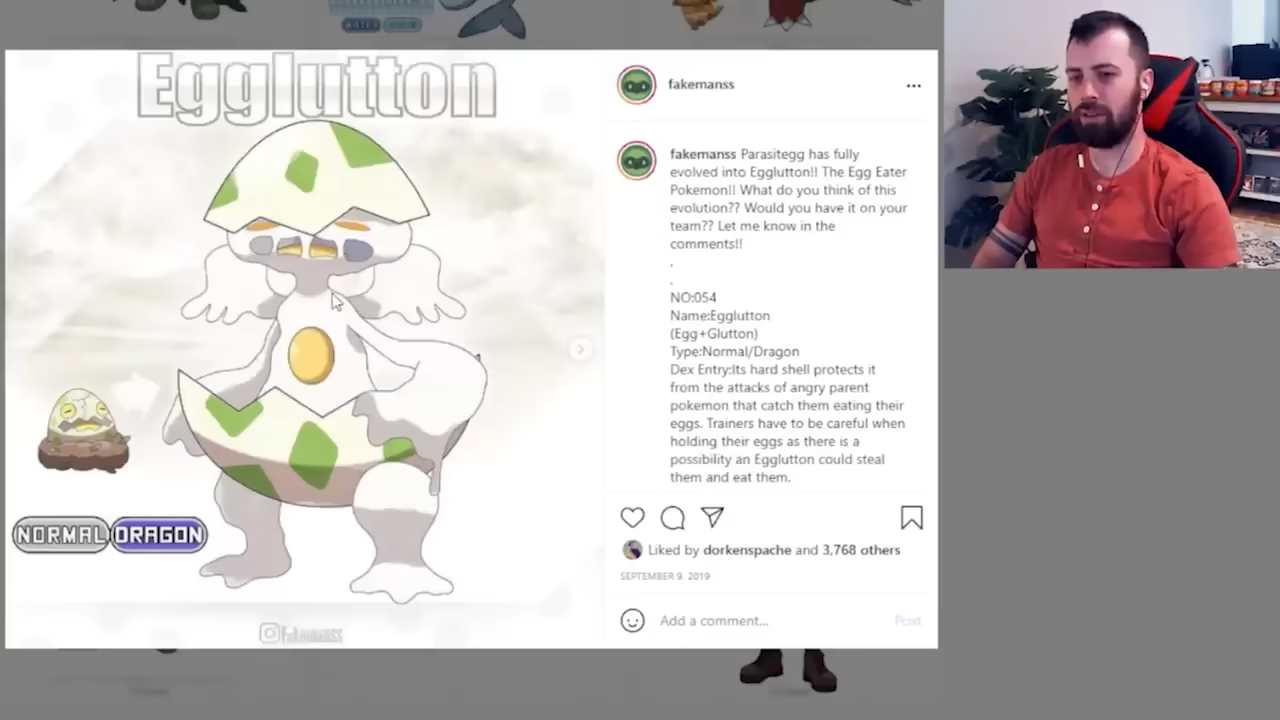 Egglutton
NORMAL DRAGON
Fakemanss
fakemanss
fakemanss Parasitegg has fully
evolved into Egglutton!! The Egg Eater
Pokemon!! What do you think of this
evolution?? Would you have it on your
team?? Let me know in the
comments!!
.
.
NO:054
Name:Egglutton
(Egg+Glutton)
Type:Normal/Dragon
Dex Entry:Its hard shell protects it
from the attacks of angry parent
pokemon that catch them eating their
eggs. Trainers have to be careful when
holding their eggs as there is a
possibility an Egglutton could steal
them and eat them.
Liked by dorkenspache and 3,768 others
SEPTEMBER 9, 2019
Add a comment...
Post